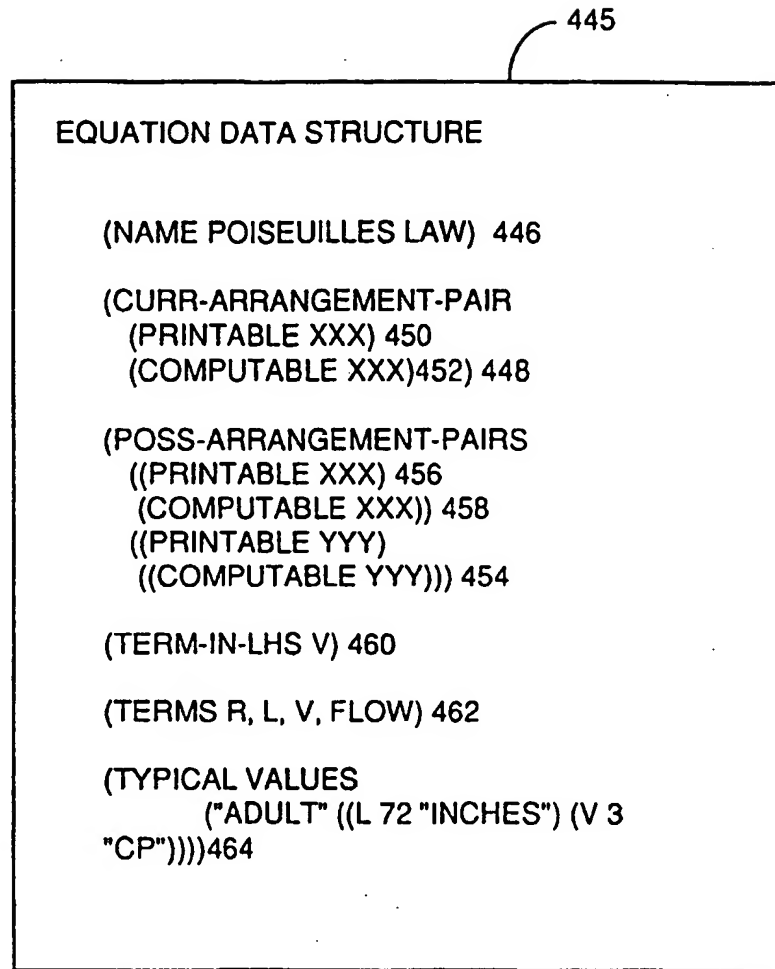 445
EQUATION DATA STRUCTURE
(NAME POISEUILLES LAW) 446
(CURR-ARRANGEMENT-PAIR
(PRINTABLE XXX) 450
(COMPUTABLE XXX)452) 448
(POSS-ARRANGEMENT-PAIRS
((PRINTABLE XXX) 456
(COMPUTABLE XXX)) 458
((PRINTABLE YYY)
((COMPUTABLE YYY))) 454
(TERM-IN-LHS V) 460
(TERMS R, L, V, FLOW) 462
(TYPICAL VALUES
("ADULT" ((L 72 "INCHES") (V 3
"CP"))))464